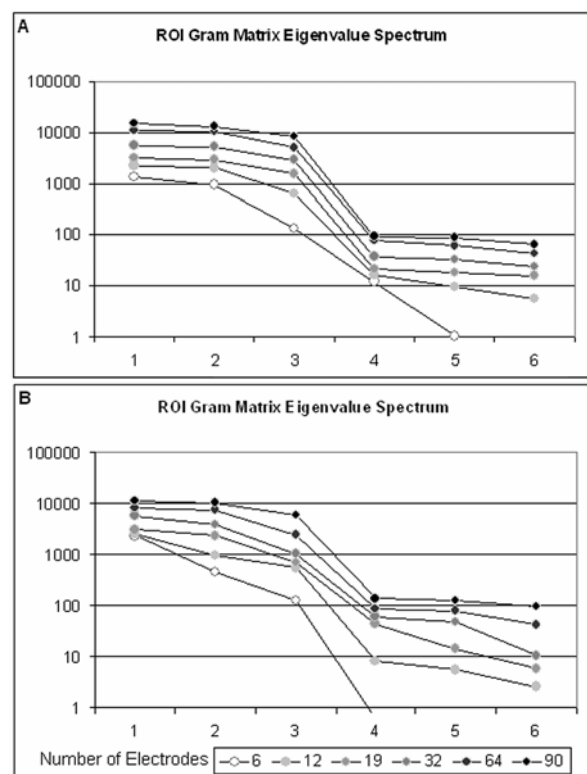 A
ROI Gram Matrix Eigenvalue Spectrum
100000
10000
1000
100
10
1
1 2 3 4 5 6
B
ROI Gram Matrix Eigenvalue Spectrum
100000
10000
1000
100
10
1
1 2 3 4 5 6
Number of Electrodes 6 12 19 32 64 90